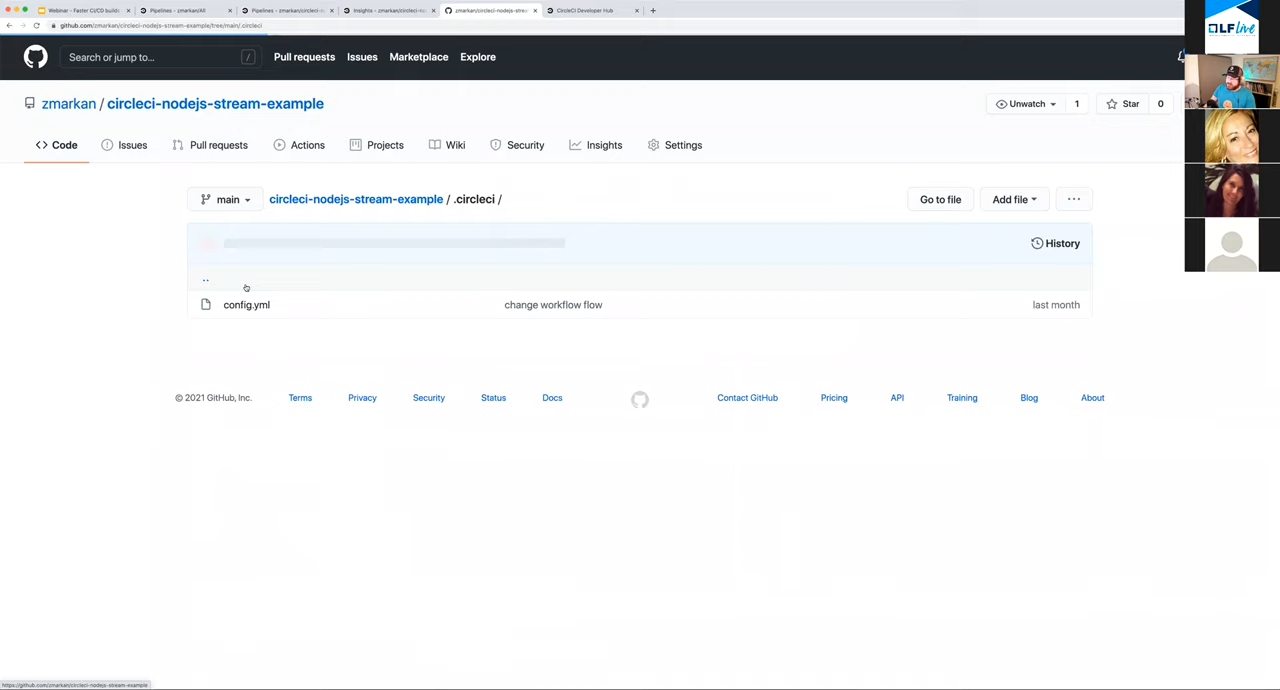 Webinar - Faster CI/CD build
Pipelines - zmarkan/All
Pipelines - zmarkan/circleci-n
Insights - zmarkan/circleci-no
zmarkan/circleci-nodejs-strea
CircleCI Developer Hub
github.com/zmarkan/circleci-nodejs-stream-example/tree/main/.circleci
Search or jump to...
/
Pull requests
Issues
Marketplace
Explore
LF live
zmarkan / circleci-nodejs-stream-example
Unwatch
1
Star
0
Code
Issues
Pull requests
Actions
Projects
Wiki
Security
Insights
Settings
main
circleci-nodejs-stream-example / .circleci /
Go to file
Add file
...
History
..
config.yml
change workflow flow
last month
© 2021 GitHub, Inc.
Terms
Privacy
Security
Status
Docs
Contact GitHub
Pricing
API
Training
Blog
About
https://github.com/zmarkan/circleci-nodejs-stream-example